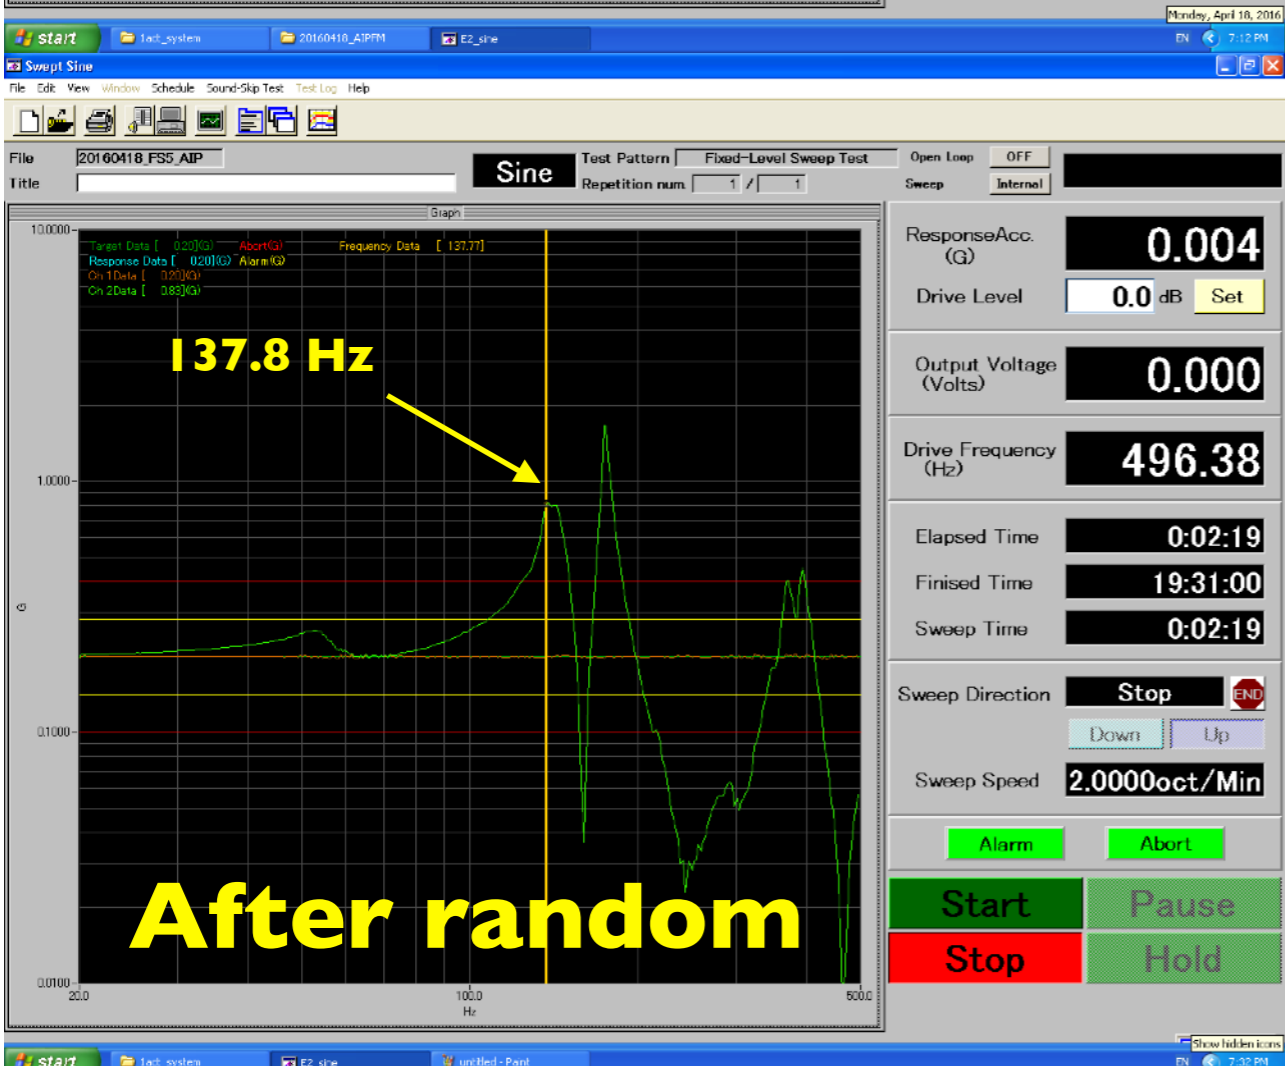 Monday, April 18, 2016
start 1act_system 20160418_AIPFM E2_sine EN 7:12 PM
Swept Sine
File Edit View Window Schedule Sound-Skip Test Test Log Help
File 20160418_FS5_AIP Sine Test Pattern Fixed-Level Sweep Test Open Loop OFF
Title Repetition num. 1 / 1 Sweep Internal
Graph
10.0000
Target Data [ 0.20](G) Abort(G) Frequency Data [ 137.77]
Response Data [ 0.20](G) Alarm(G)
Ch 1Data [ 0.20](G)
Ch 2Data [ 0.83](G)
137.8 Hz
1.0000
G
0.1000
After random
0.0100
20.0 100.0 500.0
Hz
ResponseAcc.
(G) 0.004
Drive Level 0.0 dB Set
Output Voltage
(Volts) 0.000
Drive Frequency
(Hz) 496.38
Elapsed Time 0:02:19
Finised Time 19:31:00
Sweep Time 0:02:19
Sweep Direction Stop END
Down Up
Sweep Speed 2.0000oct/Min
Alarm Abort
Start Pause
Stop Hold
Show hidden icons
start 1act_system E2_sine untitled - Paint EN 7:32 PM